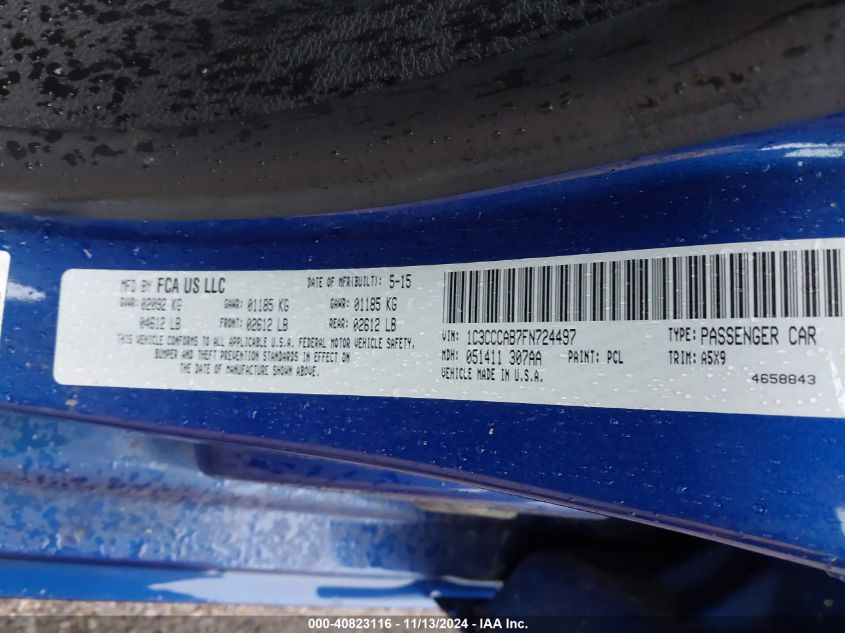 MFD BY FCA US LLC DATE OF MFR(BUILT): 5-15
GAWR: 02092 KG GAWR: 01185 KG GAWR: 01185 KG
04612 LB FRONT: 02612 LB REAR: 02612 LB
THIS VEHICLE CONFORMS TO ALL APPLICABLE U.S.A. FEDERAL MOTOR VEHICLE SAFETY,
BUMPER AND THEFT PREVENTION STANDARDS IN EFFECT ON
THE DATE OF MANUFACTURE SHOWN ABOVE.
VIN: 1C3CCCAB7FN724497 TYPE: PASSENGER CAR
MDH: 051411 307AA PAINT: PCL TRIM: A5X9
VEHICLE MADE IN U.S.A. 4658843
000-40823116 - 11/13/2024 - IAA Inc.